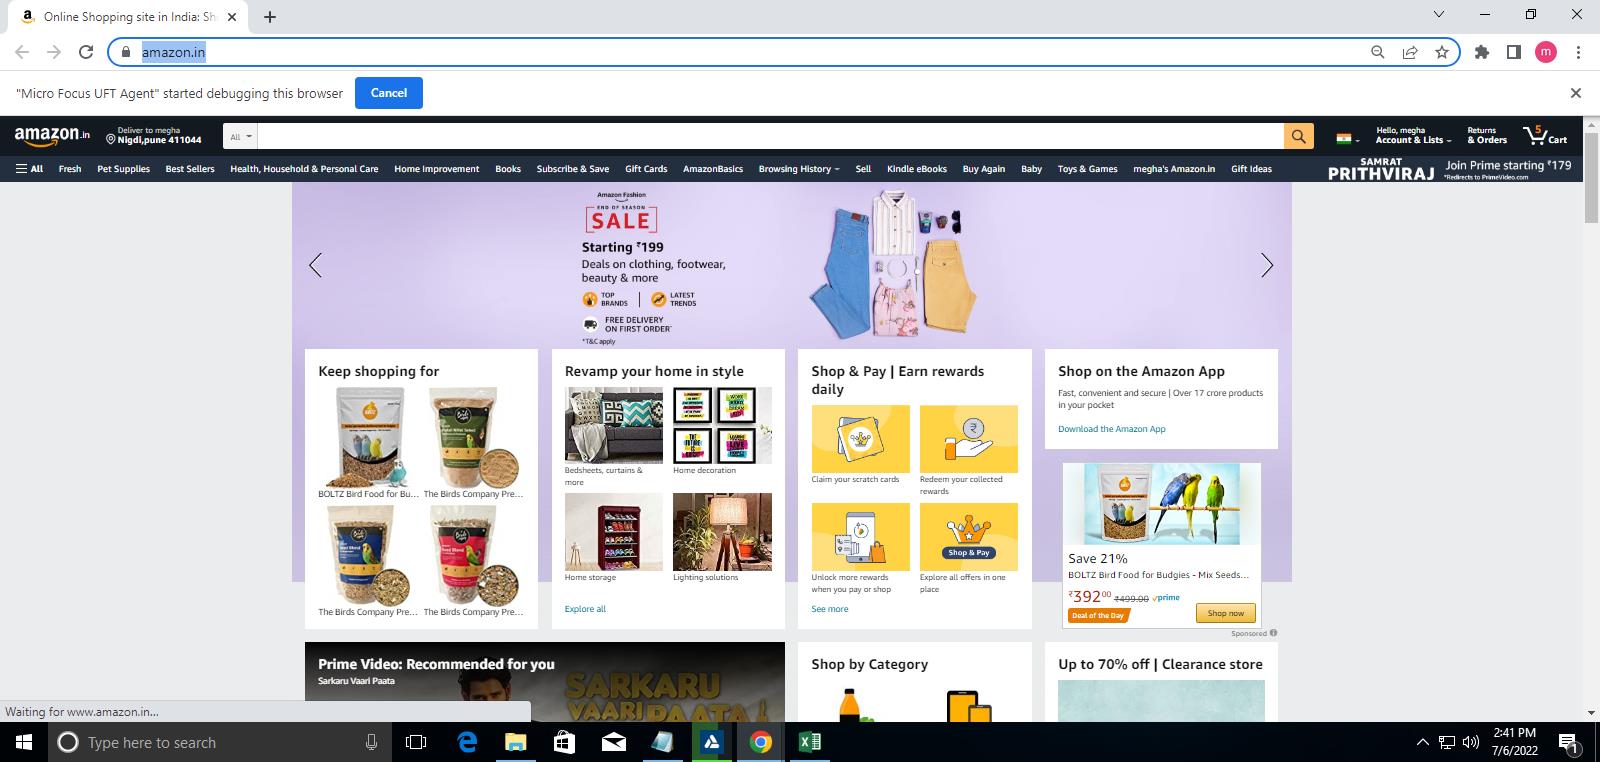 Online Shopping site in India: Sh
amazon.in
m
"Micro Focus UFT Agent" started debugging this browser
Cancel
amazon.in
Deliver to megha
Nigdi,pune 411044
All
Hello, megha
Account & Lists
Returns
& Orders
5
Cart
All
Fresh
Pet Supplies
Best Sellers
Health, Household & Personal Care
Home Improvement
Books
Subscribe & Save
Gift Cards
AmazonBasics
Browsing History
Sell
Kindle eBooks
Buy Again
Baby
Toys & Games
megha's Amazon.in
Gift Ideas
SAMRAT
PRITHVIRAJ
Join Prime starting ₹179
*Redirects to PrimeVideo.com
Amazon Fashion
END OF SEASON
SALE
Starting ₹199
Deals on clothing, footwear,
beauty & more
TOP
BRANDS
LATEST
TRENDS
FREE DELIVERY
ON FIRST ORDER*
*T&C apply
Keep shopping for
BOLTZ Bird Food for Bu...
The Birds Company Pre...
The Birds Company Pre...
The Birds Company Pre...
Revamp your home in style
Bedsheets, curtains &
more
Home decoration
Home storage
Lighting solutions
Explore all
Shop & Pay | Earn rewards
daily
Claim your scratch cards
Redeem your collected
rewards
Shop & Pay
Unlock more rewards
when you pay or shop
Explore all offers in one
place
See more
Shop on the Amazon App
Fast, convenient and secure | Over 17 crore products
in your pocket
Download the Amazon App
Save 21%
BOLTZ Bird Food for Budgies - Mix Seeds...
₹392⁰⁰ ₹499.00 prime
Deal of the Day
Shop now
Sponsored
Prime Video: Recommended for you
Sarkaru Vaari Paata
SARKARU
VAARI PAATA
Shop by Category
Up to 70% off | Clearance store
Waiting for www.amazon.in...
Type here to search
2:41 PM
7/6/2022
1